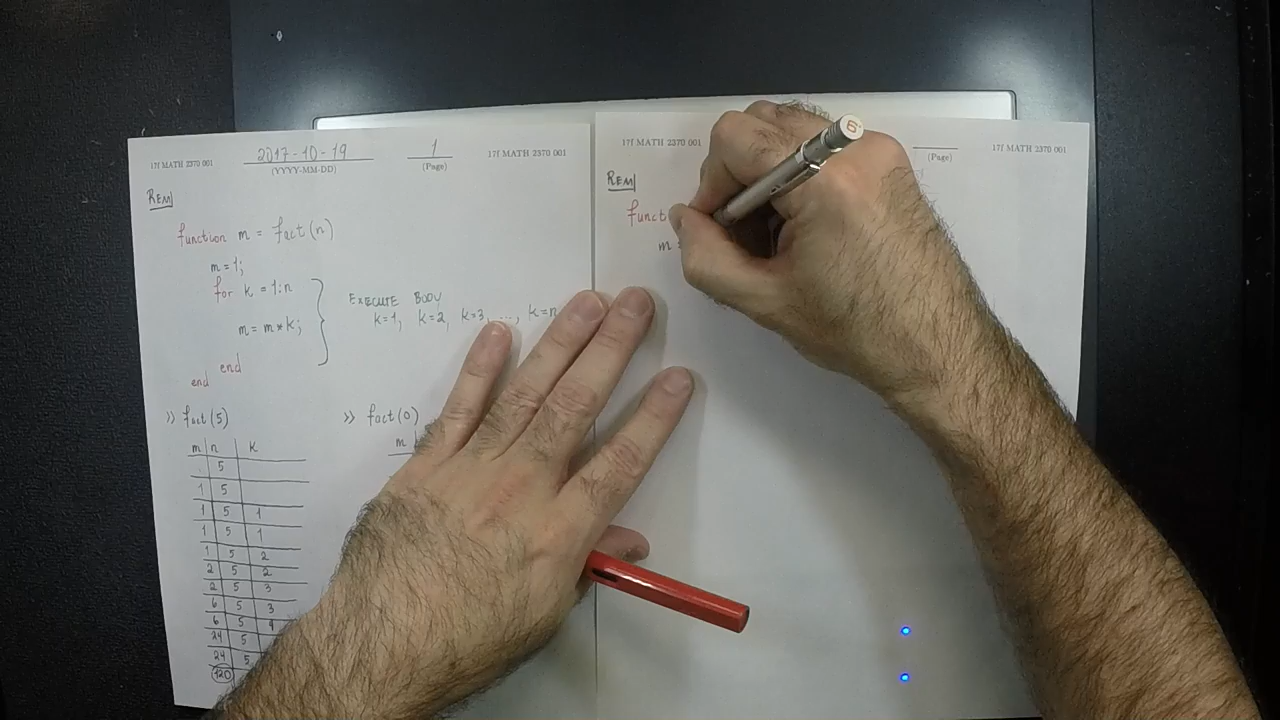 17f MATH 2370 001 2017-10-19 1 17f MATH 2370 001
(YYYY-MM-DD) (Page)
REM
function m = fact(n)
m=1;
for k = 1:n
m=m*k;
end
end
EXECUTE BODY
k=1, k=2, k=3, ..., k=n
>> fact(5)
m n k
5
1 5
1 5 1
1 5 1
1 5 2
2 5 2
2 5 3
6 5 3
6 5 4
24 5
24 5
120
>> fact(0)
m
17f MATH 2370 001 17f MATH 2370 001
(Page)
REM
m